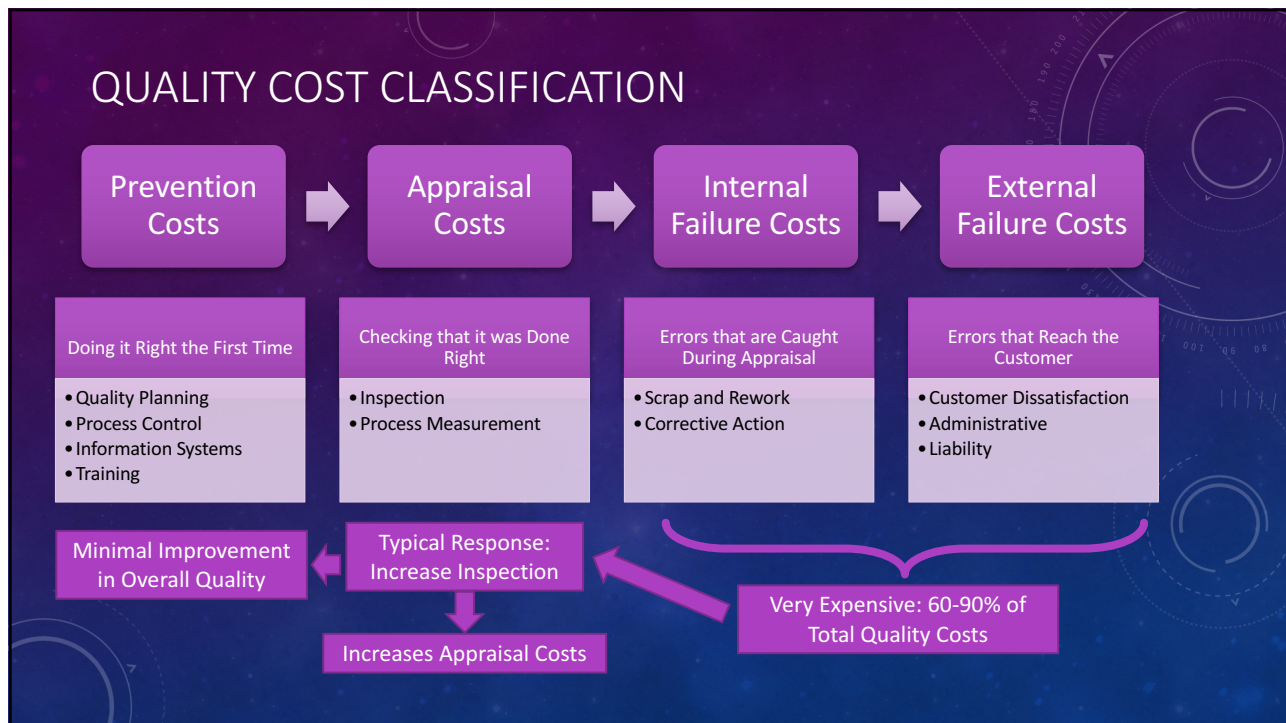 QUALITY COST CLASSIFICATION
Prevention
Costs
Appraisal
Costs
Internal
Failure Costs
External
Failure Costs
Doing it Right the First Time
• Quality Planning
• Process Control
• Information Systems
• Training
Checking that it was Done
Right
• Inspection
• Process Measurement
Errors that are Caught
During Appraisal
• Scrap and Rework
• Corrective Action
Errors that Reach the
Customer
• Customer Dissatisfaction
• Administrative
• Liability
Minimal Improvement
in Overall Quality
Typical Response:
Increase Inspection
Increases Appraisal Costs
Very Expensive: 60-90% of
Total Quality Costs